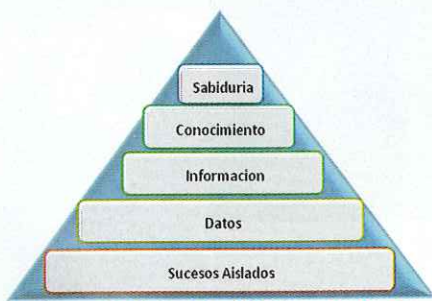 Sabiduria
Conocimiento
Informacion
Datos
Sucesos Aislados